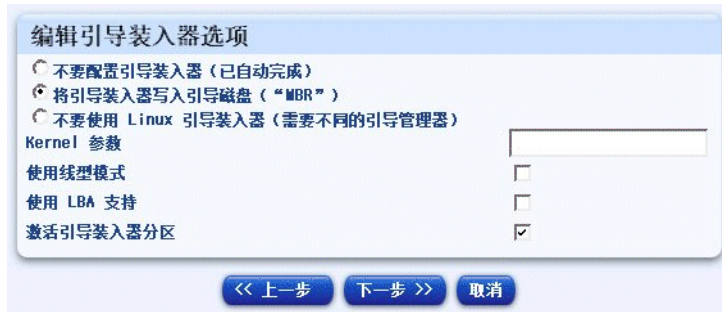 编辑引导装入器选项
不要配置引导装入器（已自动完成）
将引导装入器写入引导磁盘（“MBR”）
不要使用 Linux 引导装入器（需要不同的引导管理器）
Kernel 参数
使用线型模式
使用 LBA 支持
激活引导装入器分区
<< 上一步 下一步 >> 取消